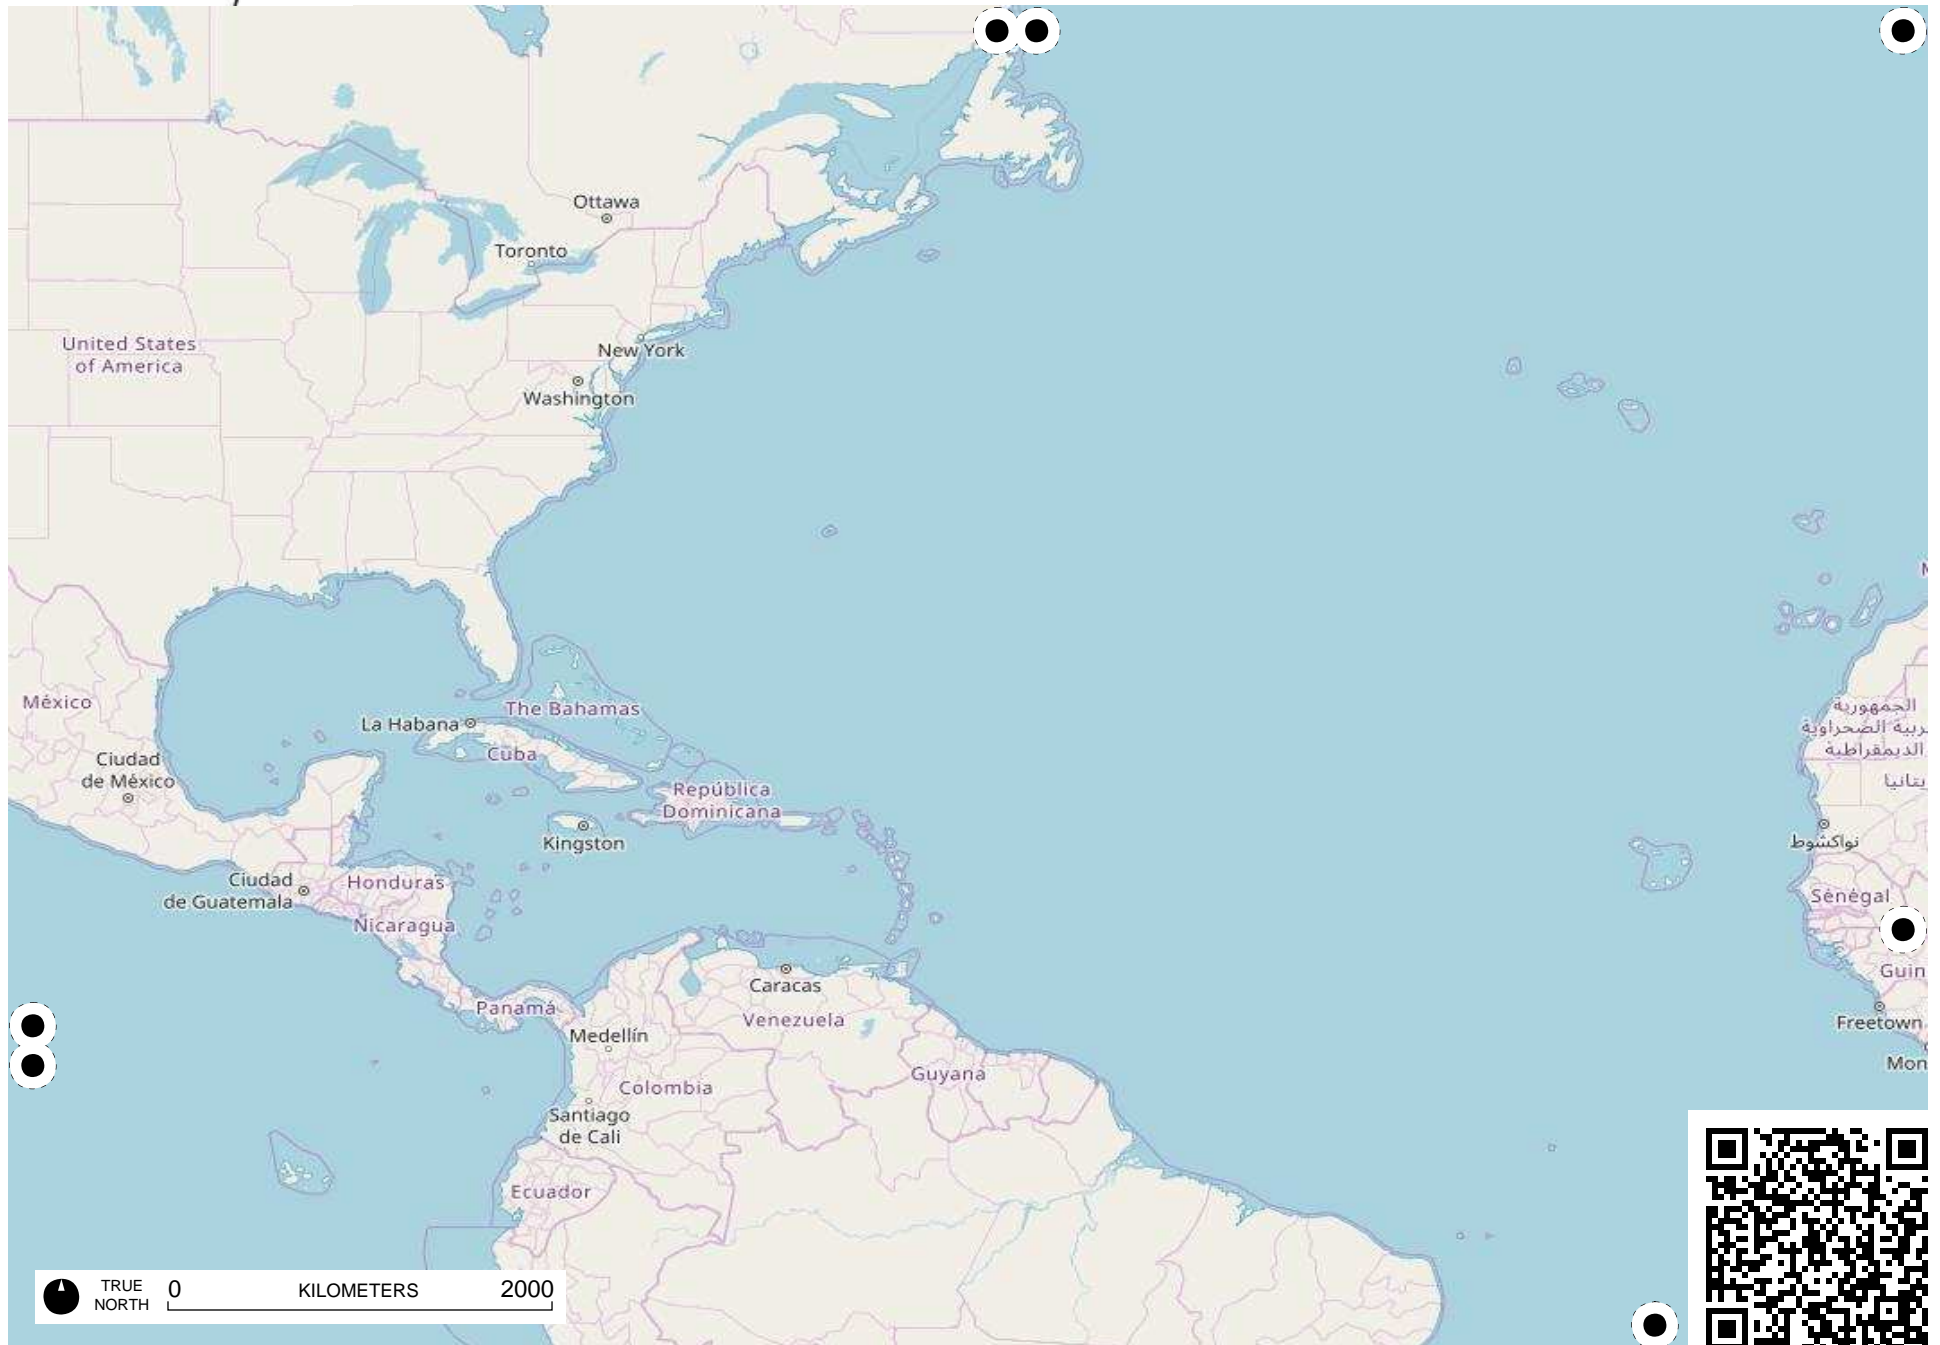 Ottawa
Toronto
United States
of America
New York
Washington
México
La Habana
The Bahamas
Cuba
Ciudad
de México
República
Dominicana
Kingston
Ciudad
de Guatemala
Honduras
Nicaragua
الجمهورية
الديمقراطية
نواكشوط
Sénégal
Guin
Caracas
Panamá
Venezuela
Freetown
Medellín
Mon
Guyana
Colombia
Santiago
de Cali
Ecuador
TRUE
NORTH
0 KILOMETERS 2000